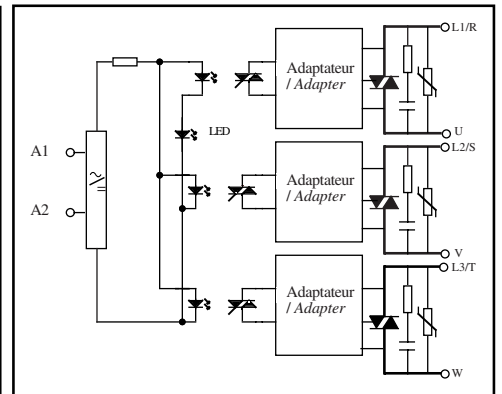 L1/R
Adaptateur
/ Adapter
U
LED
L2/S
A1
Adaptateur
/ Adapter
A2
V
L3/T
Adaptateur
/ Adapter
W